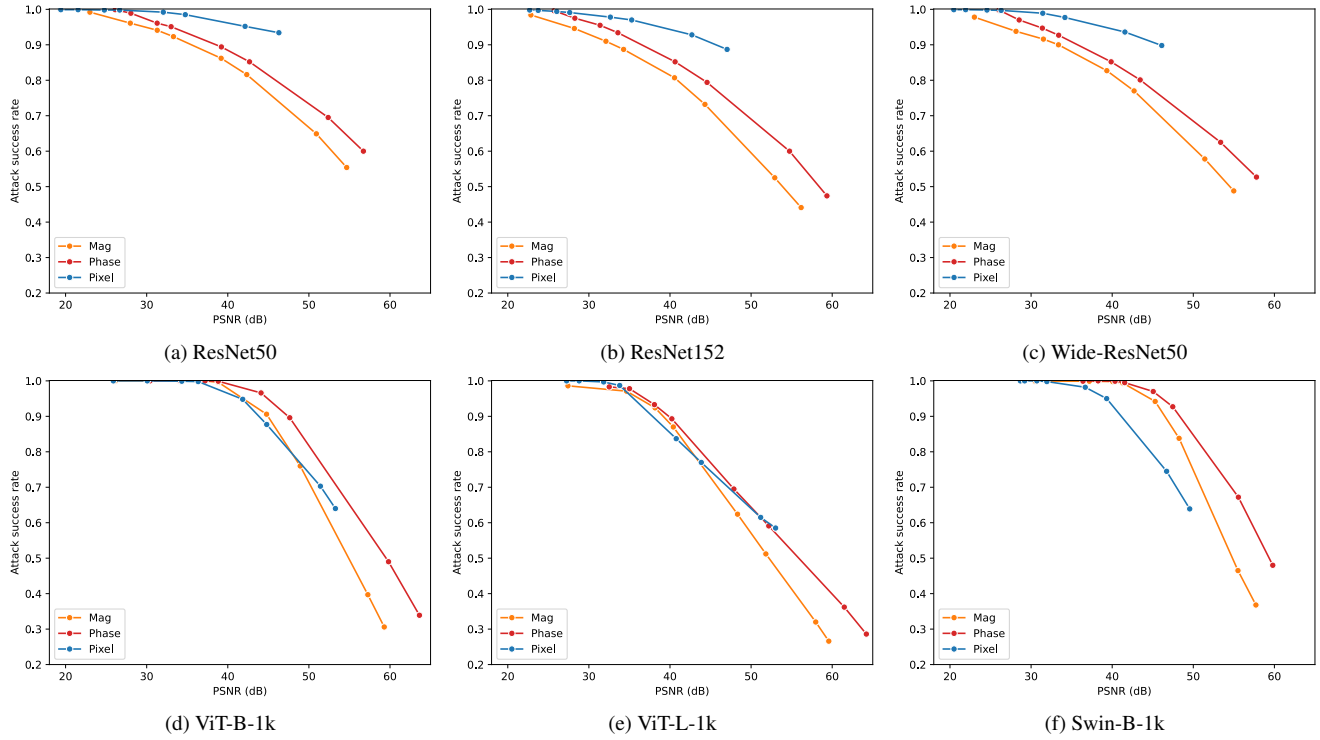 1.0
0.9
0.8
0.7
0.6
0.5
0.4
0.3
0.2
Attack success rate
Mag
Phase
Pixel
20 30 40 50 60
PSNR (dB)
(a) ResNet50
1.0
0.9
0.8
0.7
0.6
0.5
0.4
0.3
0.2
Attack success rate
Mag
Phase
Pixel
20 30 40 50 60
PSNR (dB)
(b) ResNet152
1.0
0.9
0.8
0.7
0.6
0.5
0.4
0.3
0.2
Attack success rate
Mag
Phase
Pixel
20 30 40 50 60
PSNR (dB)
(c) Wide-ResNet50
1.0
0.9
0.8
0.7
0.6
0.5
0.4
0.3
0.2
Attack success rate
Mag
Phase
Pixel
20 30 40 50 60
PSNR (dB)
(d) ViT-B-1k
1.0
0.9
0.8
0.7
0.6
0.5
0.4
0.3
0.2
Attack success rate
Mag
Phase
Pixel
20 30 40 50 60
PSNR (dB)
(e) ViT-L-1k
1.0
0.9
0.8
0.7
0.6
0.5
0.4
0.3
0.2
Attack success rate
Mag
Phase
Pixel
20 30 40 50 60
PSNR (dB)
(f) Swin-B-1k